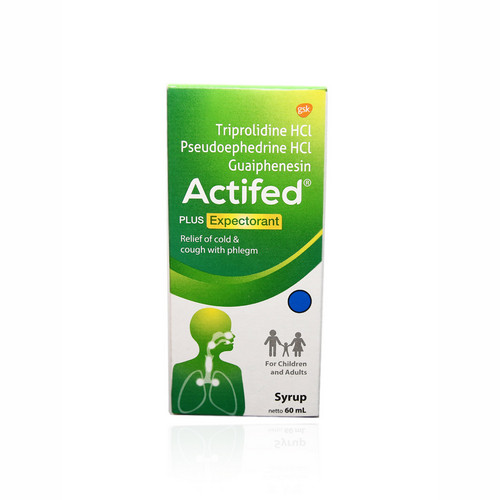 gsk
Triprolidine HCl
Pseudoephedrine HCl
Guaiphenesin
Actifed®
PLUS Expectorant
Relief of cold &
cough with phlegm
For Children
and Adults
Syrup
netto 60 mL